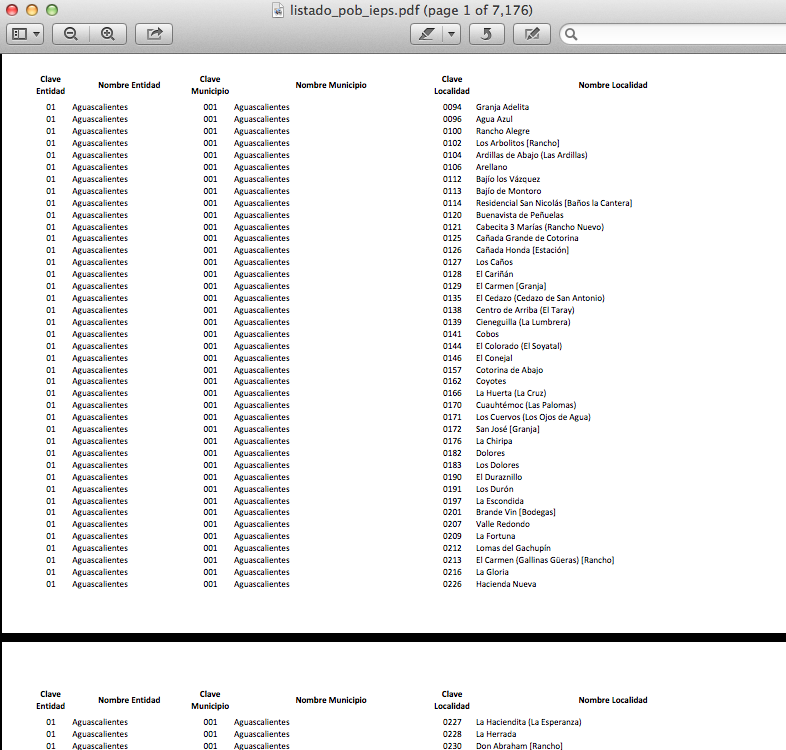 listado_pob_ieps.pdf (page 1 of 7,176)
Clave Entidad Nombre Entidad Clave Municipio Nombre Municipio Clave Localidad Nombre Localidad
01 Aguascalientes 001 Aguascalientes 0094 Granja Adelita
01 Aguascalientes 001 Aguascalientes 0096 Agua Azul
01 Aguascalientes 001 Aguascalientes 0100 Rancho Alegre
01 Aguascalientes 001 Aguascalientes 0102 Los Arbolitos [Rancho]
01 Aguascalientes 001 Aguascalientes 0104 Ardillas de Abajo (Las Ardillas)
01 Aguascalientes 001 Aguascalientes 0106 Arellano
01 Aguascalientes 001 Aguascalientes 0112 Bajío los Vázquez
01 Aguascalientes 001 Aguascalientes 0113 Bajío de Montoro
01 Aguascalientes 001 Aguascalientes 0114 Residencial San Nicolás [Baños la Cantera]
01 Aguascalientes 001 Aguascalientes 0120 Buenavista de Peñuelas
01 Aguascalientes 001 Aguascalientes 0121 Cabecita 3 Marías (Rancho Nuevo)
01 Aguascalientes 001 Aguascalientes 0125 Cañada Grande de Cotorina
01 Aguascalientes 001 Aguascalientes 0126 Cañada Honda [Estación]
01 Aguascalientes 001 Aguascalientes 0127 Los Caños
01 Aguascalientes 001 Aguascalientes 0128 El Cariñán
01 Aguascalientes 001 Aguascalientes 0129 El Carmen [Granja]
01 Aguascalientes 001 Aguascalientes 0135 El Cedazo (Cedazo de San Antonio)
01 Aguascalientes 001 Aguascalientes 0138 Centro de Arriba (El Taray)
01 Aguascalientes 001 Aguascalientes 0139 Cieneguilla (La Lumbrera)
01 Aguascalientes 001 Aguascalientes 0141 Cobos
01 Aguascalientes 001 Aguascalientes 0144 El Colorado (El Soyatal)
01 Aguascalientes 001 Aguascalientes 0146 El Conejal
01 Aguascalientes 001 Aguascalientes 0157 Cotorina de Abajo
01 Aguascalientes 001 Aguascalientes 0162 Coyotes
01 Aguascalientes 001 Aguascalientes 0166 La Huerta (La Cruz)
01 Aguascalientes 001 Aguascalientes 0170 Cuauhtémoc (Las Palomas)
01 Aguascalientes 001 Aguascalientes 0171 Los Cuervos (Los Ojos de Agua)
01 Aguascalientes 001 Aguascalientes 0172 San José [Granja]
01 Aguascalientes 001 Aguascalientes 0176 La Chiripa
01 Aguascalientes 001 Aguascalientes 0182 Dolores
01 Aguascalientes 001 Aguascalientes 0183 Los Dolores
01 Aguascalientes 001 Aguascalientes 0190 El Duraznillo
01 Aguascalientes 001 Aguascalientes 0191 Los Durón
01 Aguascalientes 001 Aguascalientes 0197 La Escondida
01 Aguascalientes 001 Aguascalientes 0201 Brande Vin [Bodegas]
01 Aguascalientes 001 Aguascalientes 0207 Valle Redondo
01 Aguascalientes 001 Aguascalientes 0209 La Fortuna
01 Aguascalientes 001 Aguascalientes 0212 Lomas del Gachupín
01 Aguascalientes 001 Aguascalientes 0213 El Carmen (Gallinas Güeras) [Rancho]
01 Aguascalientes 001 Aguascalientes 0216 La Gloria
01 Aguascalientes 001 Aguascalientes 0226 Hacienda Nueva
Clave Entidad Nombre Entidad Clave Municipio Nombre Municipio Clave Localidad Nombre Localidad
01 Aguascalientes 001 Aguascalientes 0227 La Haciendita (La Esperanza)
01 Aguascalientes 001 Aguascalientes 0228 La Herrada
01 Aguascalientes 001 Aguascalientes 0230 Don Abraham [Rancho]